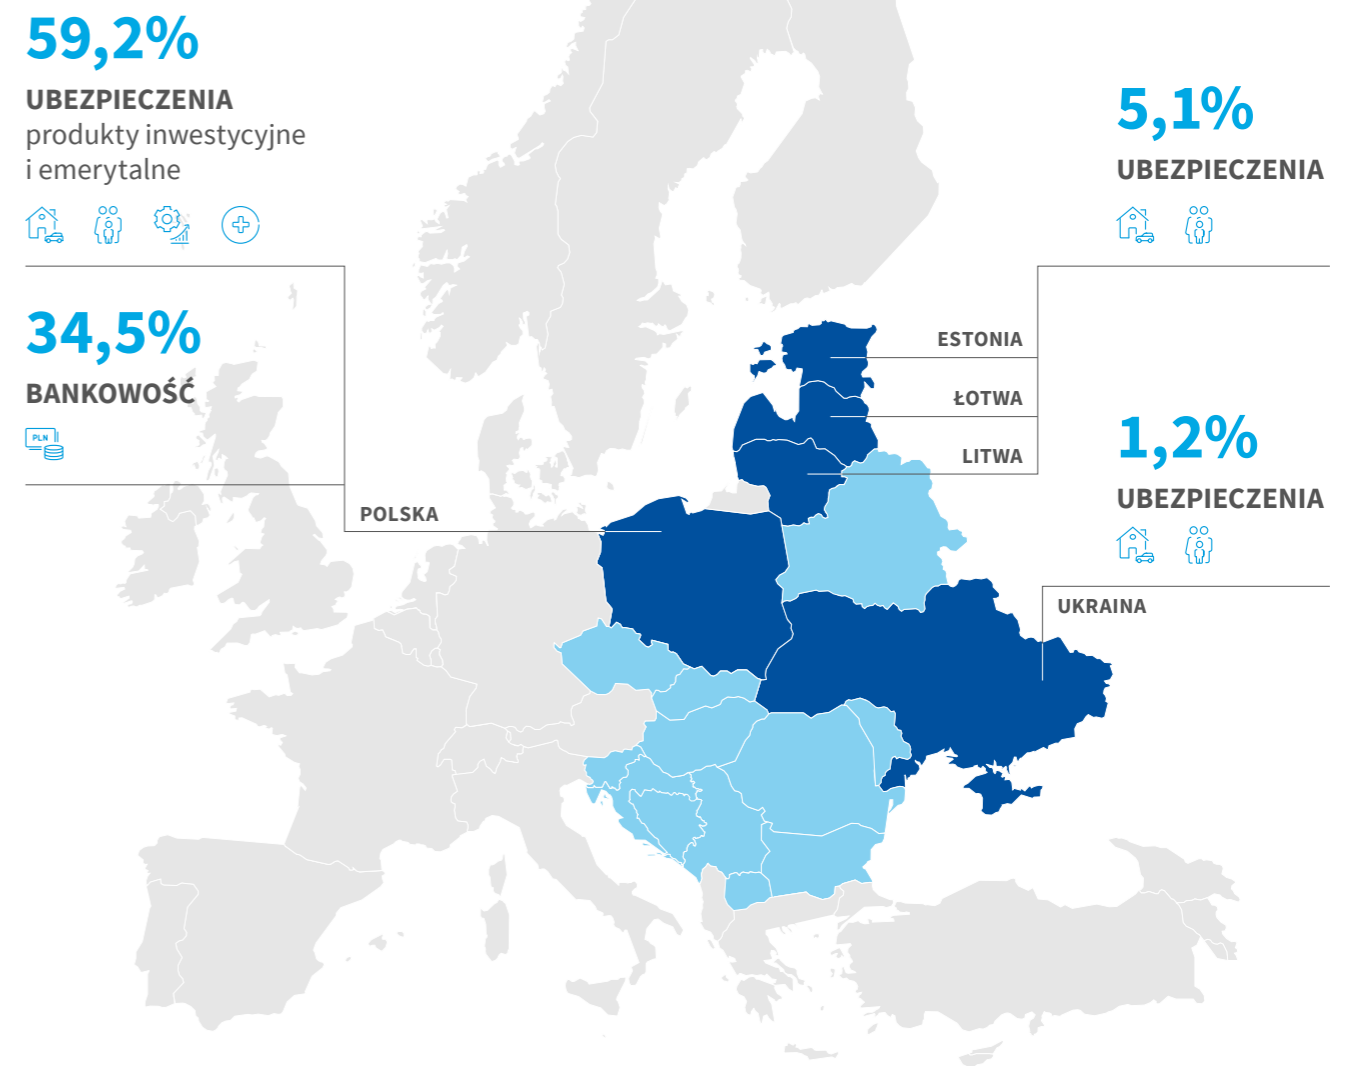 59,2%
UBEZPIECZENIA
produkty inwestycyjne
i emerytalne
34,5%
BANKOWOŚĆ
PLN
POLSKA
5,1%
UBEZPIECZENIA
ESTONIA
ŁOTWA
LITWA
1,2%
UBEZPIECZENIA
UKRAINA